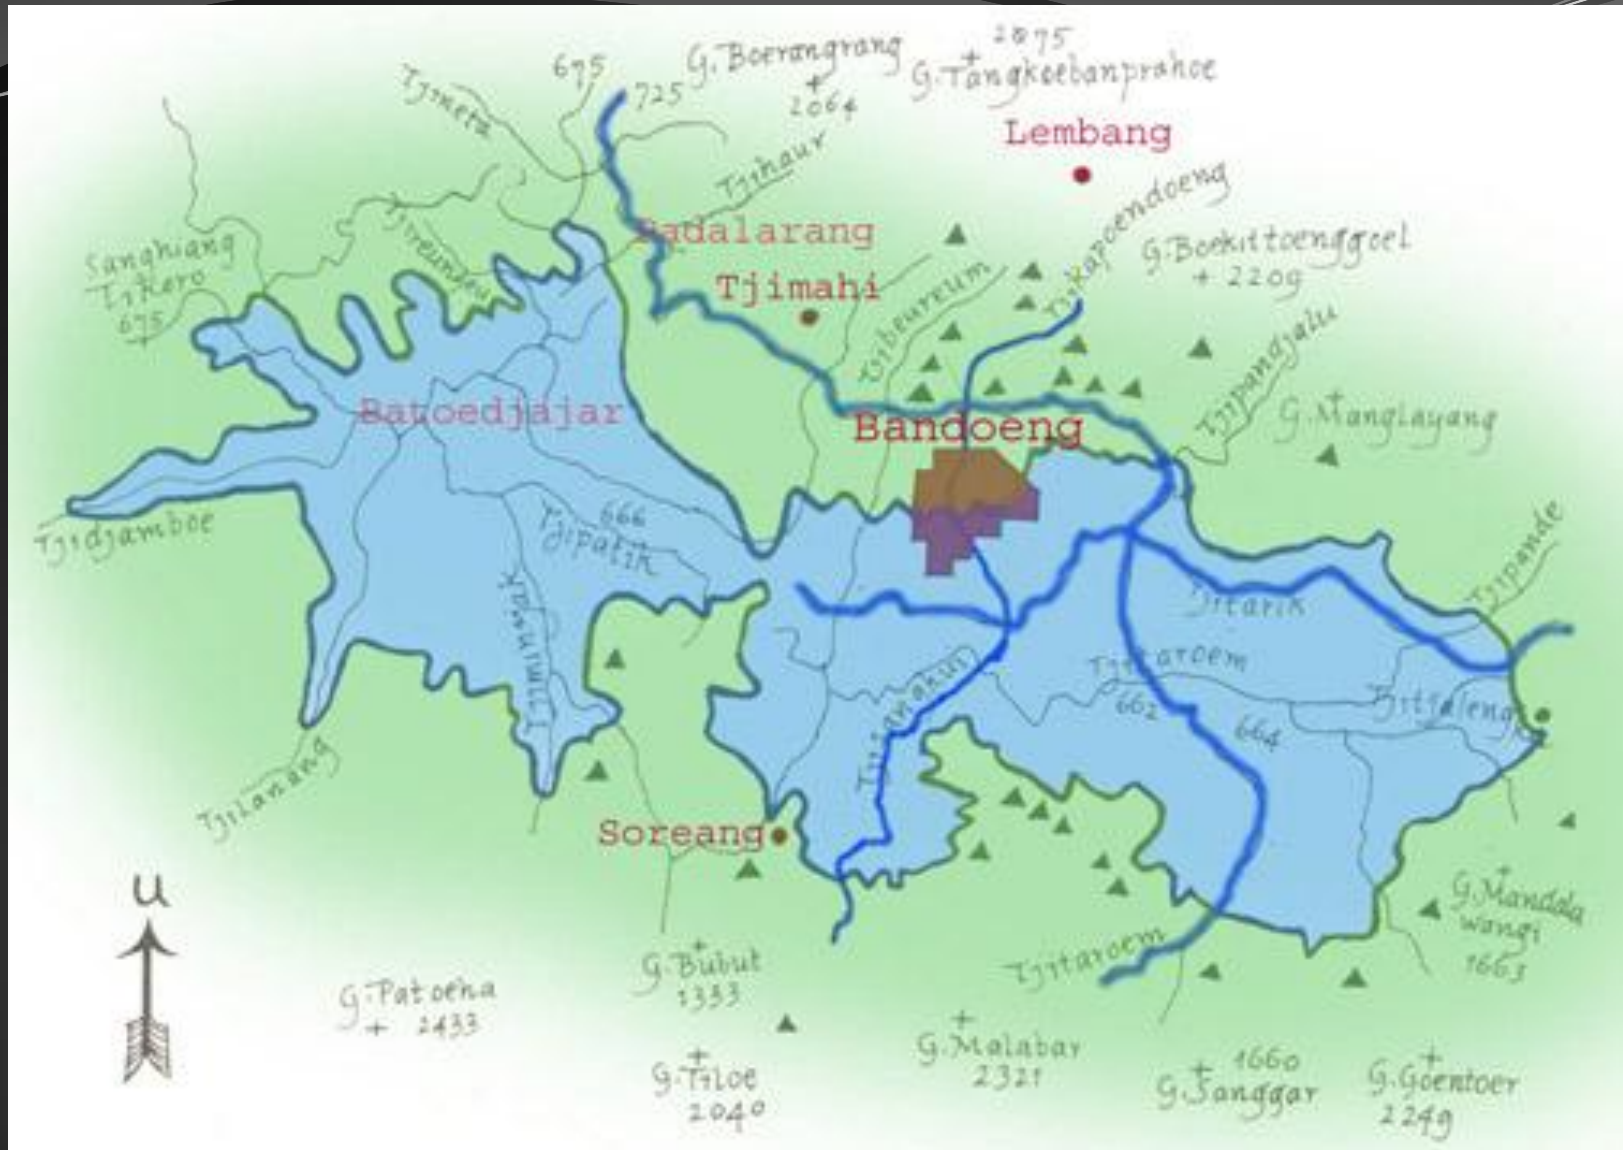 2075
G. Boerangrang
2064
G. Tangkoebanprahoe
675
725
Tjimeta
Lembang
Tjihaur
Tjikapoendoeng
Padalarang
G. Boekittoenggoel
2209
Sanghiang
Tikoro
675
Tjimahi
Tjibeureum
Tjipandjalu
G. Manglayang
Batoedjajar
Bandoeng
Tjidjamboe
666
Tjipatik
Tjipande
Tjitarik
Tjiminjak
Tjitaroem
662
664
Tjilanang
Soreang
U
G. Mandala
wangi
1663
Tjitaroem
G. Bubut
1333
G. Patoeha
2433
G. Tiloe
2040
G. Malabar
2321
1660
G. Sanggar
G. Goentoer
2249